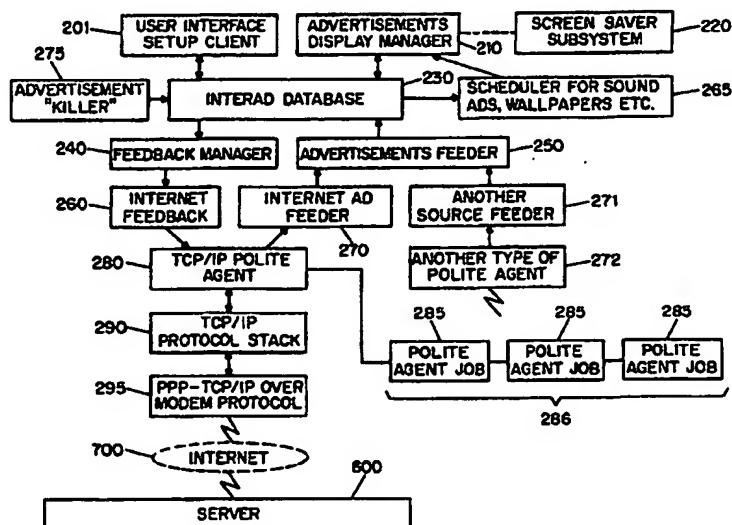 201
USER INTERFACE
SETUP CLIENT
ADVERTISEMENTS
DISPLAY MANAGER
210
SCREEN SAVER
SUBSYSTEM
220
275
ADVERTISEMENT
"KILLER"
INTERAD DATABASE
230
SCHEDULER FOR SOUND
ADS, WALLPAPERS ETC.
265
240
FEEDBACK MANAGER
ADVERTISEMENTS FEEDER
250
260
INTERNET
FEEDBACK
INTERNET AD
FEEDER
270
ANOTHER
SOURCE FEEDER
271
280
TCP/IP POLITE
AGENT
ANOTHER TYPE OF
POLITE AGENT
272
290
TCP/IP
PROTOCOL STACK
285
285
285
POLITE
AGENT JOB
POLITE
AGENT JOB
POLITE
AGENT JOB
286
295
PPP-TCP/IP OVER
MODEM PROTOCOL
700
INTERNET
600
SERVER